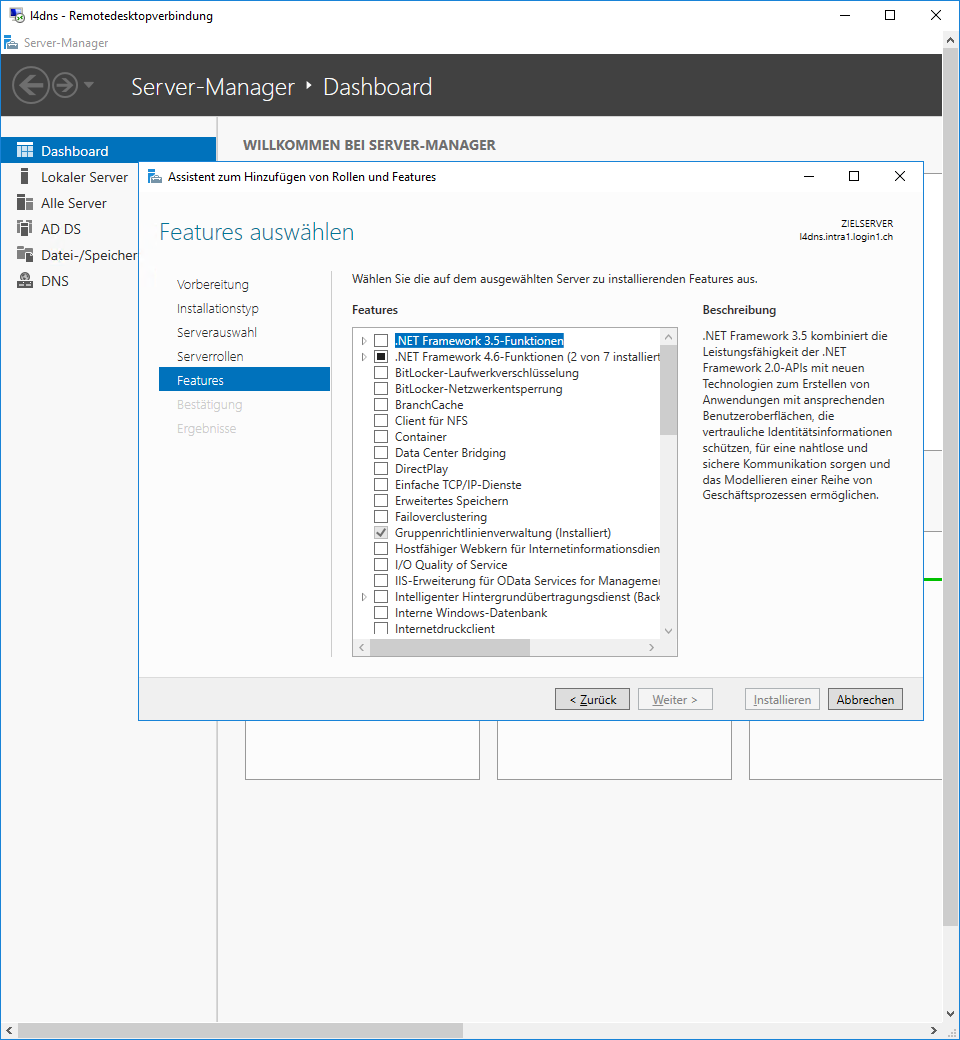 l4dns - Remotedesktopverbindung
Server-Manager
Server-Manager ‣ Dashboard
Dashboard
Lokaler Server
Alle Server
AD DS
Datei-/Speicher
DNS
WILLKOMMEN BEI SERVER-MANAGER
Assistent zum Hinzufügen von Rollen und Features
Features auswählen
ZIELSERVER
l4dns.intra1.login1.ch
Vorbereitung
Installationstyp
Serverauswahl
Serverrollen
Features
Bestätigung
Ergebnisse
Wählen Sie die auf dem ausgewählten Server zu installierenden Features aus.
Features
.NET Framework 3.5-Funktionen
.NET Framework 4.6-Funktionen (2 von 7 installiert
BitLocker-Laufwerkverschlüsselung
BitLocker-Netzwerkentsperrung
BranchCache
Client für NFS
Container
Data Center Bridging
DirectPlay
Einfache TCP/IP-Dienste
Erweitertes Speichern
Failoverclustering
Gruppenrichtlinienverwaltung (Installiert)
Hostfähiger Webkern für Internetinformationsdien
I/O Quality of Service
IIS-Erweiterung für OData Services for Manageme
Intelligenter Hintergrundübertragungsdienst (Back
Interne Windows-Datenbank
Internetdruckclient
Beschreibung
.NET Framework 3.5 kombiniert die
Leistungsfähigkeit der .NET
Framework 2.0-APIs mit neuen
Technologien zum Erstellen von
Anwendungen mit ansprechenden
Benutzeroberflächen, die
vertrauliche Identitätsinformationen
schützen, für eine nahtlose und
sichere Kommunikation sorgen und
das Modellieren einer Reihe von
Geschäftsprozessen ermöglichen.
< Zurück
Weiter >
Installieren
Abbrechen